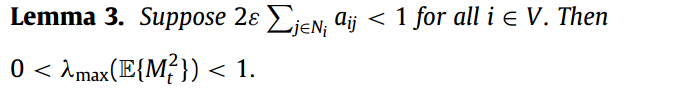 Lemma 3. Suppose 2ε ∑_{j∈N_i} a_{ij} < 1 for all i ∈ V. Then
0 < λ_max(𝔼{M_t^2}) < 1.